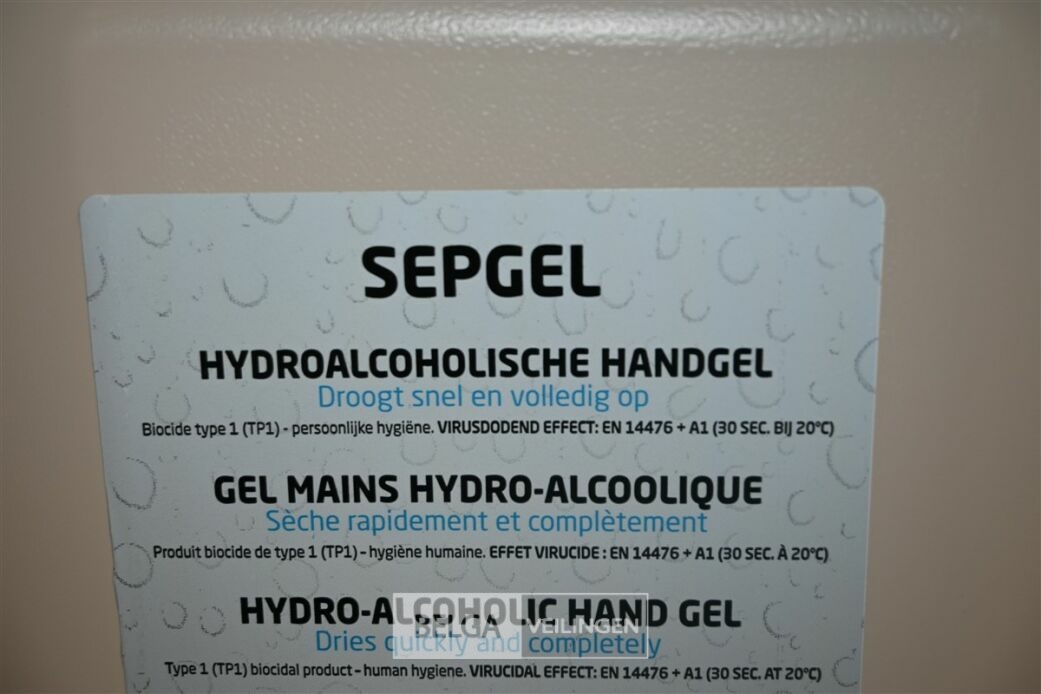 SEPGEL
HYDROALCOHOLISCHE HANDGEL
Droogt snel en volledig op
Biocide type 1 (TP1) - persoonlijke hygiëne. VIRUSDODEND EFFECT: EN 14476 + A1 (30 SEC. BIJ 20°C)
GEL MAINS HYDRO-ALCOOLIQUE
Sèche rapidement et complètement
Produit biocide de type 1 (TP1) - hygiène humaine. EFFET VIRUCIDE : EN 14476 + A1 (30 SEC. À 20°C)
HYDRO-ALCOHOLIC HAND GEL
BELGA VEILINGEN
Dries quickly and completely
Type 1 (TP1) biocidal product - human hygiene. VIRUCIDAL EFFECT: EN 14476 + A1 (30 SEC. AT 20°C)